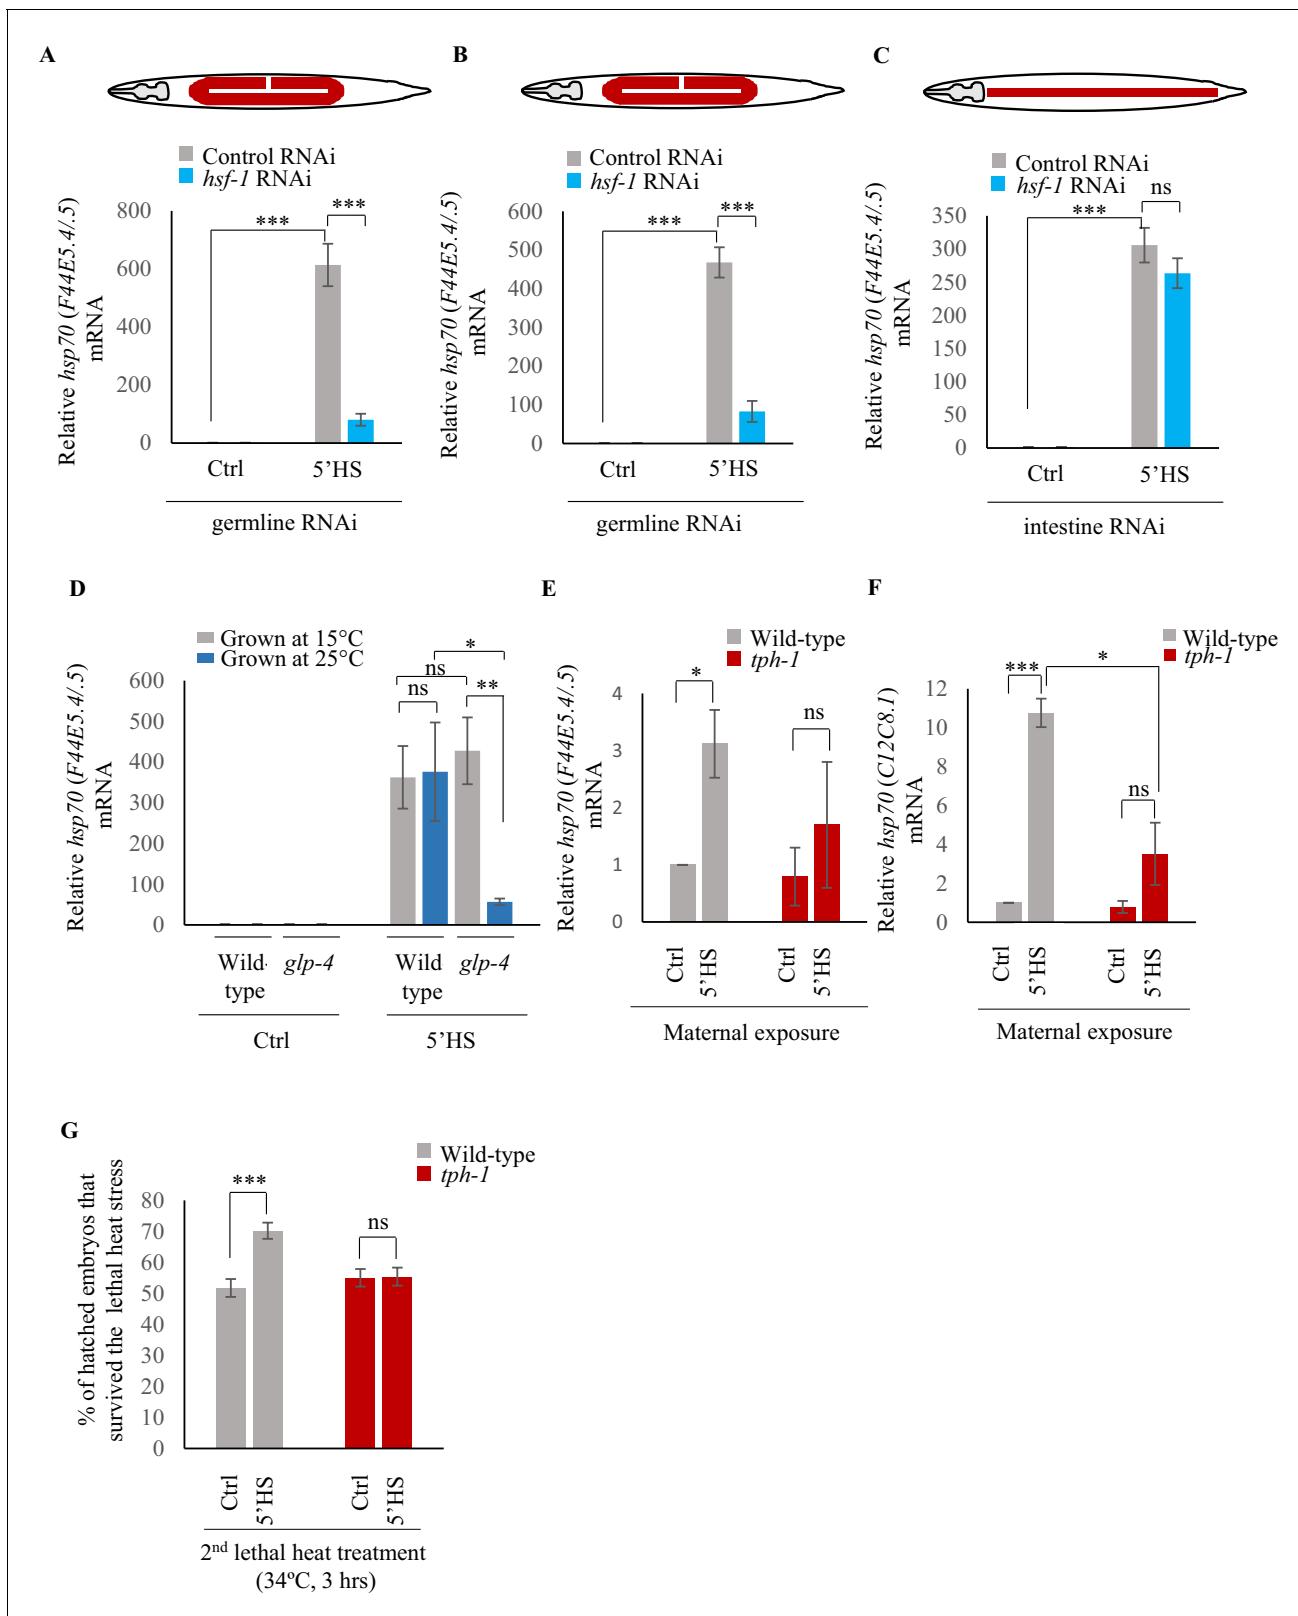 A
Control RNAi
hsf-1 RNAi
Relative hsp70 (F44E5.4/.5)
mRNA
800
600
400
200
0
***
***
Ctrl
5’HS
germline RNAi
B
Control RNAi
hsf-1 RNAi
Relative hsp70 (F44E5.4/.5)
mRNA
600
500
400
300
200
100
0
***
***
Ctrl
5’HS
germline RNAi
C
Control RNAi
hsf-1 RNAi
Relative hsp70 (F44E5.4/.5)
mRNA
350
300
250
200
150
100
50
0
***
ns
Ctrl
5’HS
intestine RNAi
D
Grown at 15°C
Grown at 25°C
Relative hsp70 (F44E5.4/.5)
mRNA
600
500
400
300
200
100
0
*
ns
ns
**
Wild-
type
glp-4
Wild
type
glp-4
Ctrl
5’HS
E
Wild-type
tph-1
Relative hsp70 (F44E5.4/.5)
mRNA
4
3
2
1
0
*
ns
Ctrl
5’HS
Ctrl
5’HS
Maternal exposure
F
Wild-type
tph-1
Relative hsp70 (C12C8.1)
mRNA
12
10
8
6
4
2
0
***
*
ns
Ctrl
5’HS
Ctrl
5’HS
Maternal exposure
G
Wild-type
tph-1
% of hatched embryos that
survived the lethal heat stress
80
70
60
50
40
30
20
10
0
***
ns
Ctrl
5’HS
Ctrl
5’HS
2nd lethal heat treatment
(34ºC, 3 hrs)